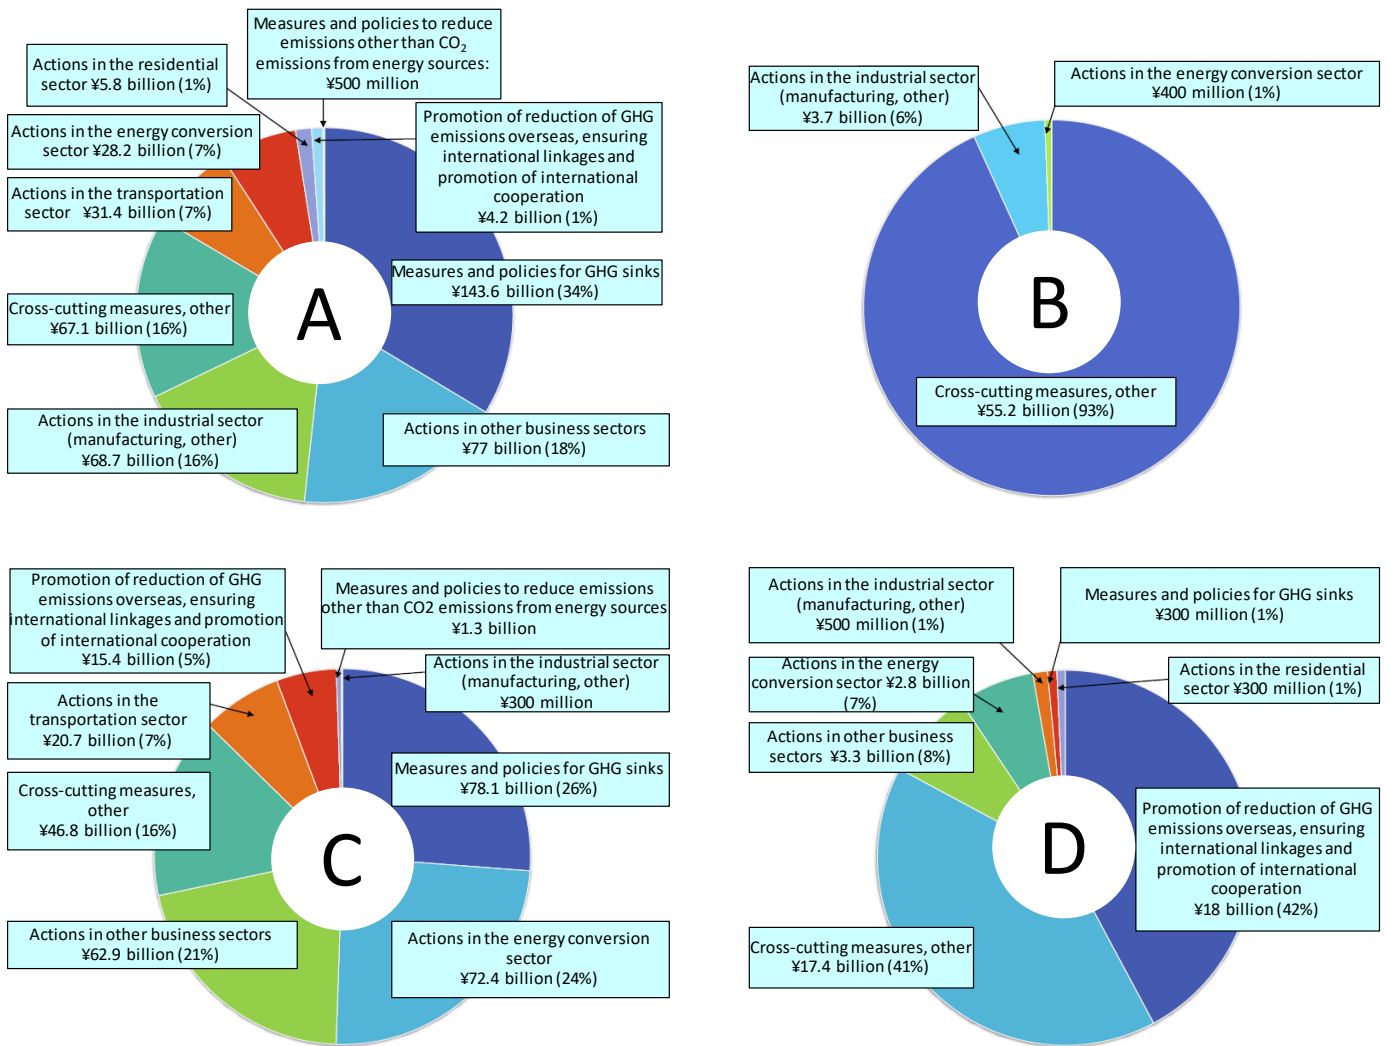 Measures and policies to reduce
emissions other than CO2
emissions from energy sources:
¥500 million
Actions in the residential
sector ¥5.8 billion (1%)
Promotion of reduction of GHG
emissions overseas, ensuring
international linkages and
promotion of international
cooperation
¥4.2 billion (1%)
Actions in the energy conversion
sector ¥28.2 billion (7%)
Actions in the transportation
sector ¥31.4 billion (7%)
Measures and policies for GHG sinks
¥143.6 billion (34%)
Cross-cutting measures, other
¥67.1 billion (16%)
A
Actions in the industrial sector
(manufacturing, other)
¥68.7 billion (16%)
Actions in other business sectors
¥77 billion (18%)
Actions in the industrial sector
(manufacturing, other)
¥3.7 billion (6%)
Actions in the energy conversion sector
¥400 million (1%)
B
Cross-cutting measures, other
¥55.2 billion (93%)
Promotion of reduction of GHG
emissions overseas, ensuring
international linkages and promotion
of international cooperation
¥15.4 billion (5%)
Measures and policies to reduce emissions
other than CO2 emissions from energy sources
¥1.3 billion
Actions in the industrial sector
(manufacturing, other)
¥300 million
Actions in the
transportation sector
¥20.7 billion (7%)
Measures and policies for GHG sinks
¥78.1 billion (26%)
Cross-cutting measures,
other
¥46.8 billion (16%)
C
Actions in other business sectors
¥62.9 billion (21%)
Actions in the energy conversion
sector
¥72.4 billion (24%)
Actions in the industrial sector
(manufacturing, other)
¥500 million (1%)
Measures and policies for GHG sinks
¥300 million (1%)
Actions in the energy
conversion sector ¥2.8 billion
(7%)
Actions in the residential
sector ¥300 million (1%)
Actions in other business
sectors ¥3.3 billion (8%)
Promotion of reduction of GHG
emissions overseas, ensuring
international linkages and
promotion of international
cooperation
¥18 billion (42%)
D
Cross-cutting measures, other
¥17.4 billion (41%)